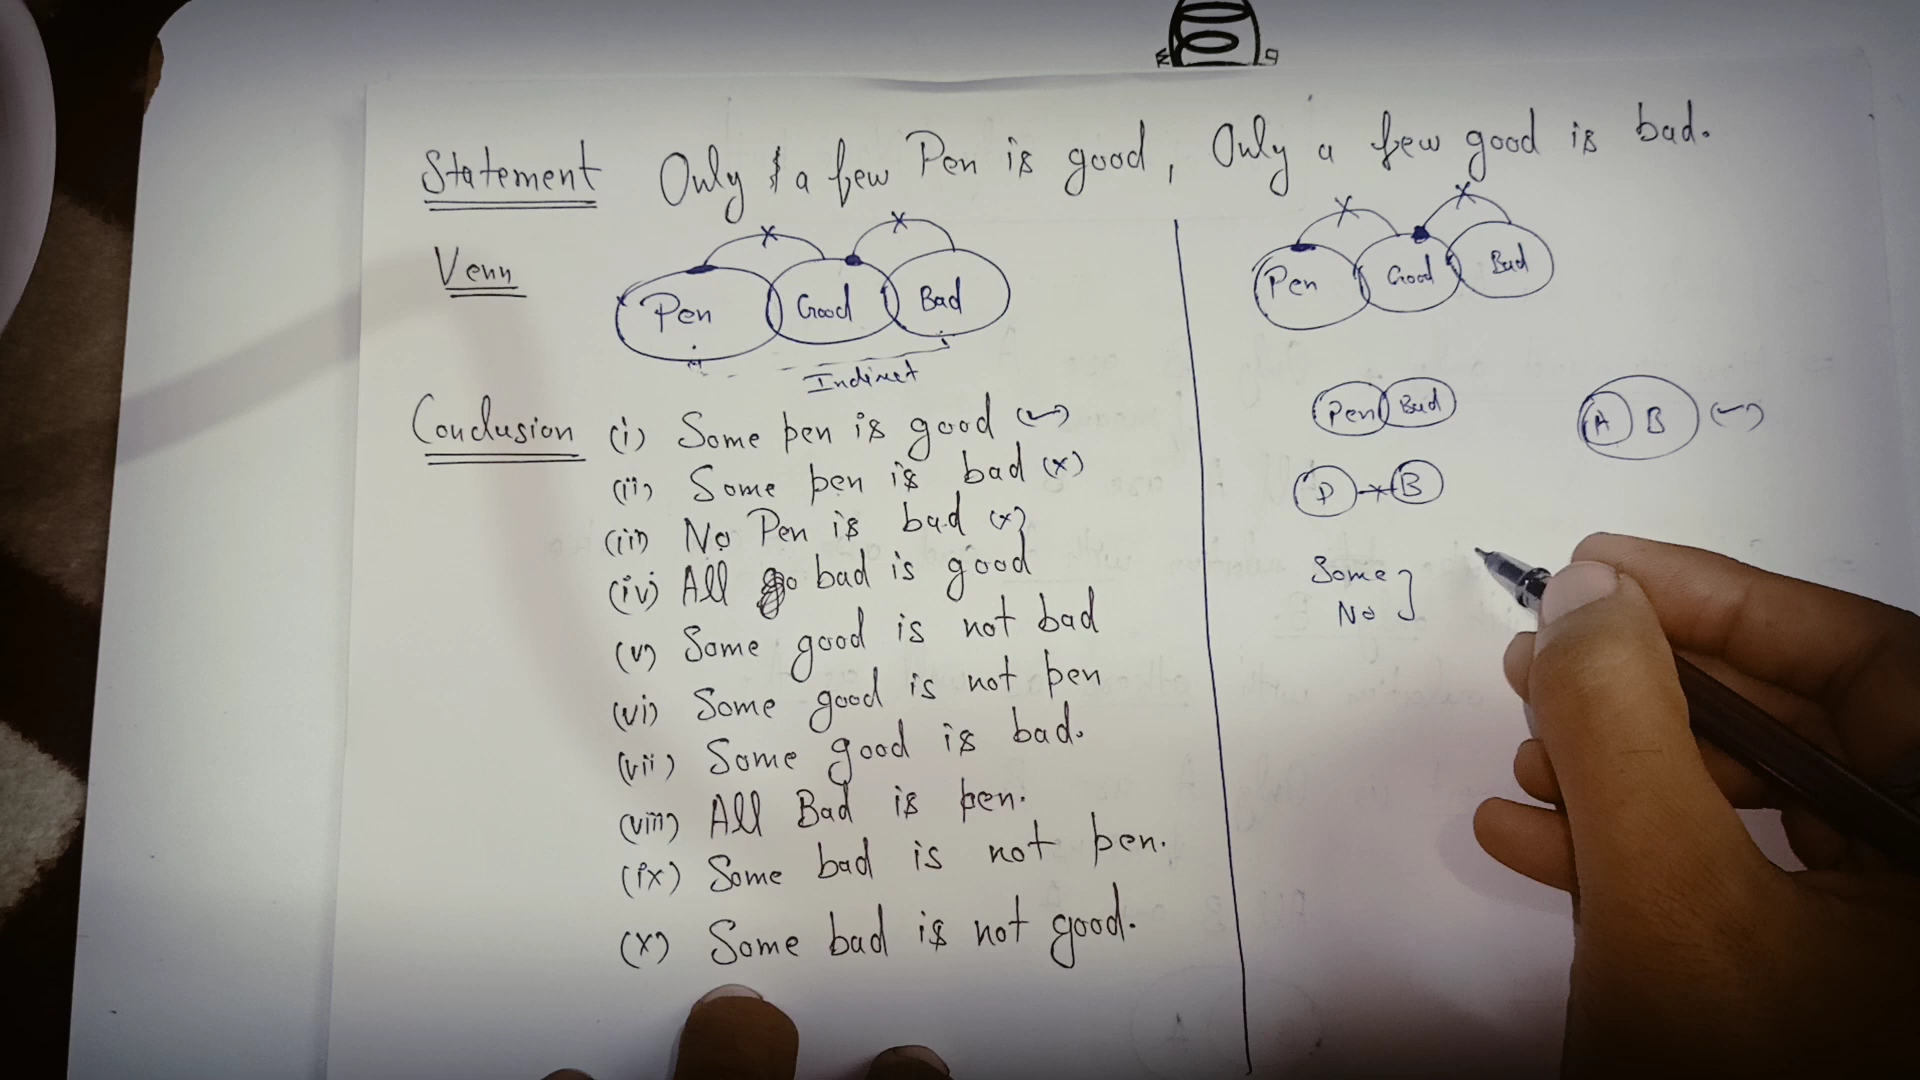 Statement Only a few Pen is good, Only a few good is bad.
Venn
Pen Good Bad
Indirect
Pen Good Bad
Conclusion (i) Some pen is good (✓)
(ii) Some pen is bad (x)
(iii) No Pen is bad (x)
(iv) All bad is good
(v) Some good is not bad
(vi) Some good is not pen
(vii) Some good is bad.
(viii) All Bad is pen.
(ix) Some bad is not pen.
(x) Some bad is not good.
Pen Bad
A B (✓)
P x B
Some
No